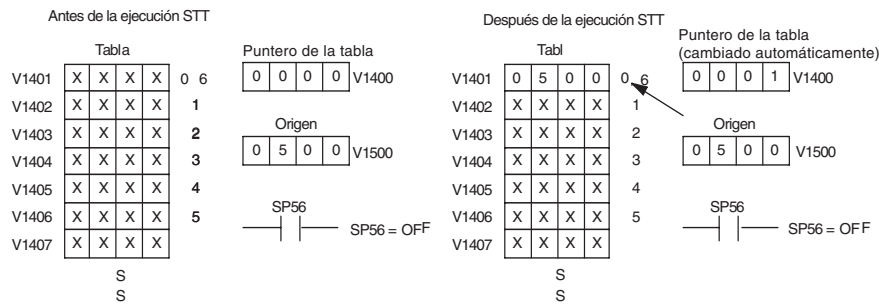 Antes de la ejecución STT
Tabla
Puntero de la tabla
V1401 X X X X 0 6 0 0 0 0 V1400
V1402 X X X X 1
Origen
V1403 X X X X 2
V1404 X X X X 3 0 5 0 0 V1500
V1405 X X X X 4
V1406 X X X X 5 SP56
SP56 = OFF
V1407 X X X X
S
S
Después de la ejecución STT
Tabl
Puntero de la tabla
(cambiado automáticamente)
V1401 0 5 0 0 0 6 0 0 0 1 V1400
V1402 X X X X 1
Origen
V1403 X X X X 2
V1404 X X X X 3 0 5 0 0 V1500
V1405 X X X X 4
V1406 X X X X 5 SP56
SP56 = OFF
V1407 X X X X
S
S